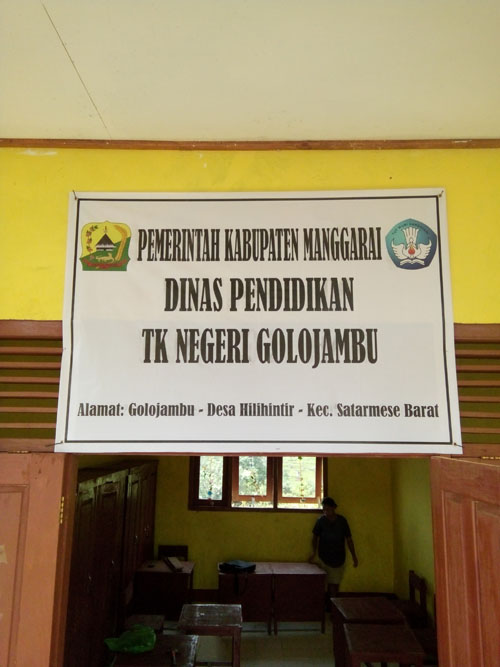 PEMERINTAH KABUPATEN MANGGARAI
DINAS PENDIDIKAN
TK NEGERI GOLOJAMBU
Alamat: Golojambu - Desa Hilihintir - Kec. Satarmese Barat